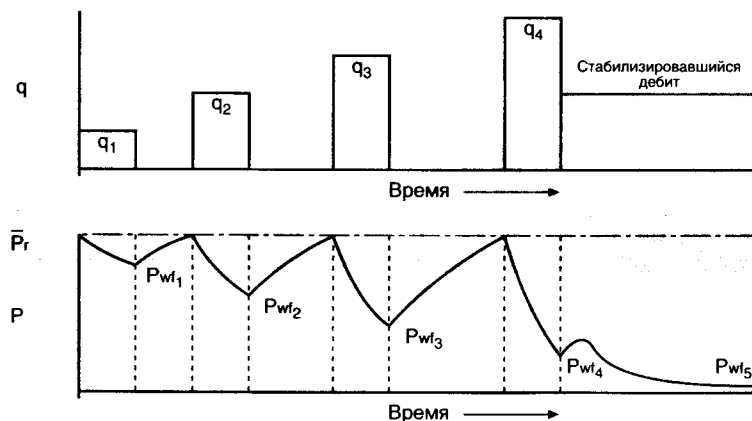 q
q1
q2
q3
q4
Стабилизировавшийся
дебит
Время
P̅r
P
Pwf1
Pwf2
Pwf3
Pwf4
Pwf5
Время